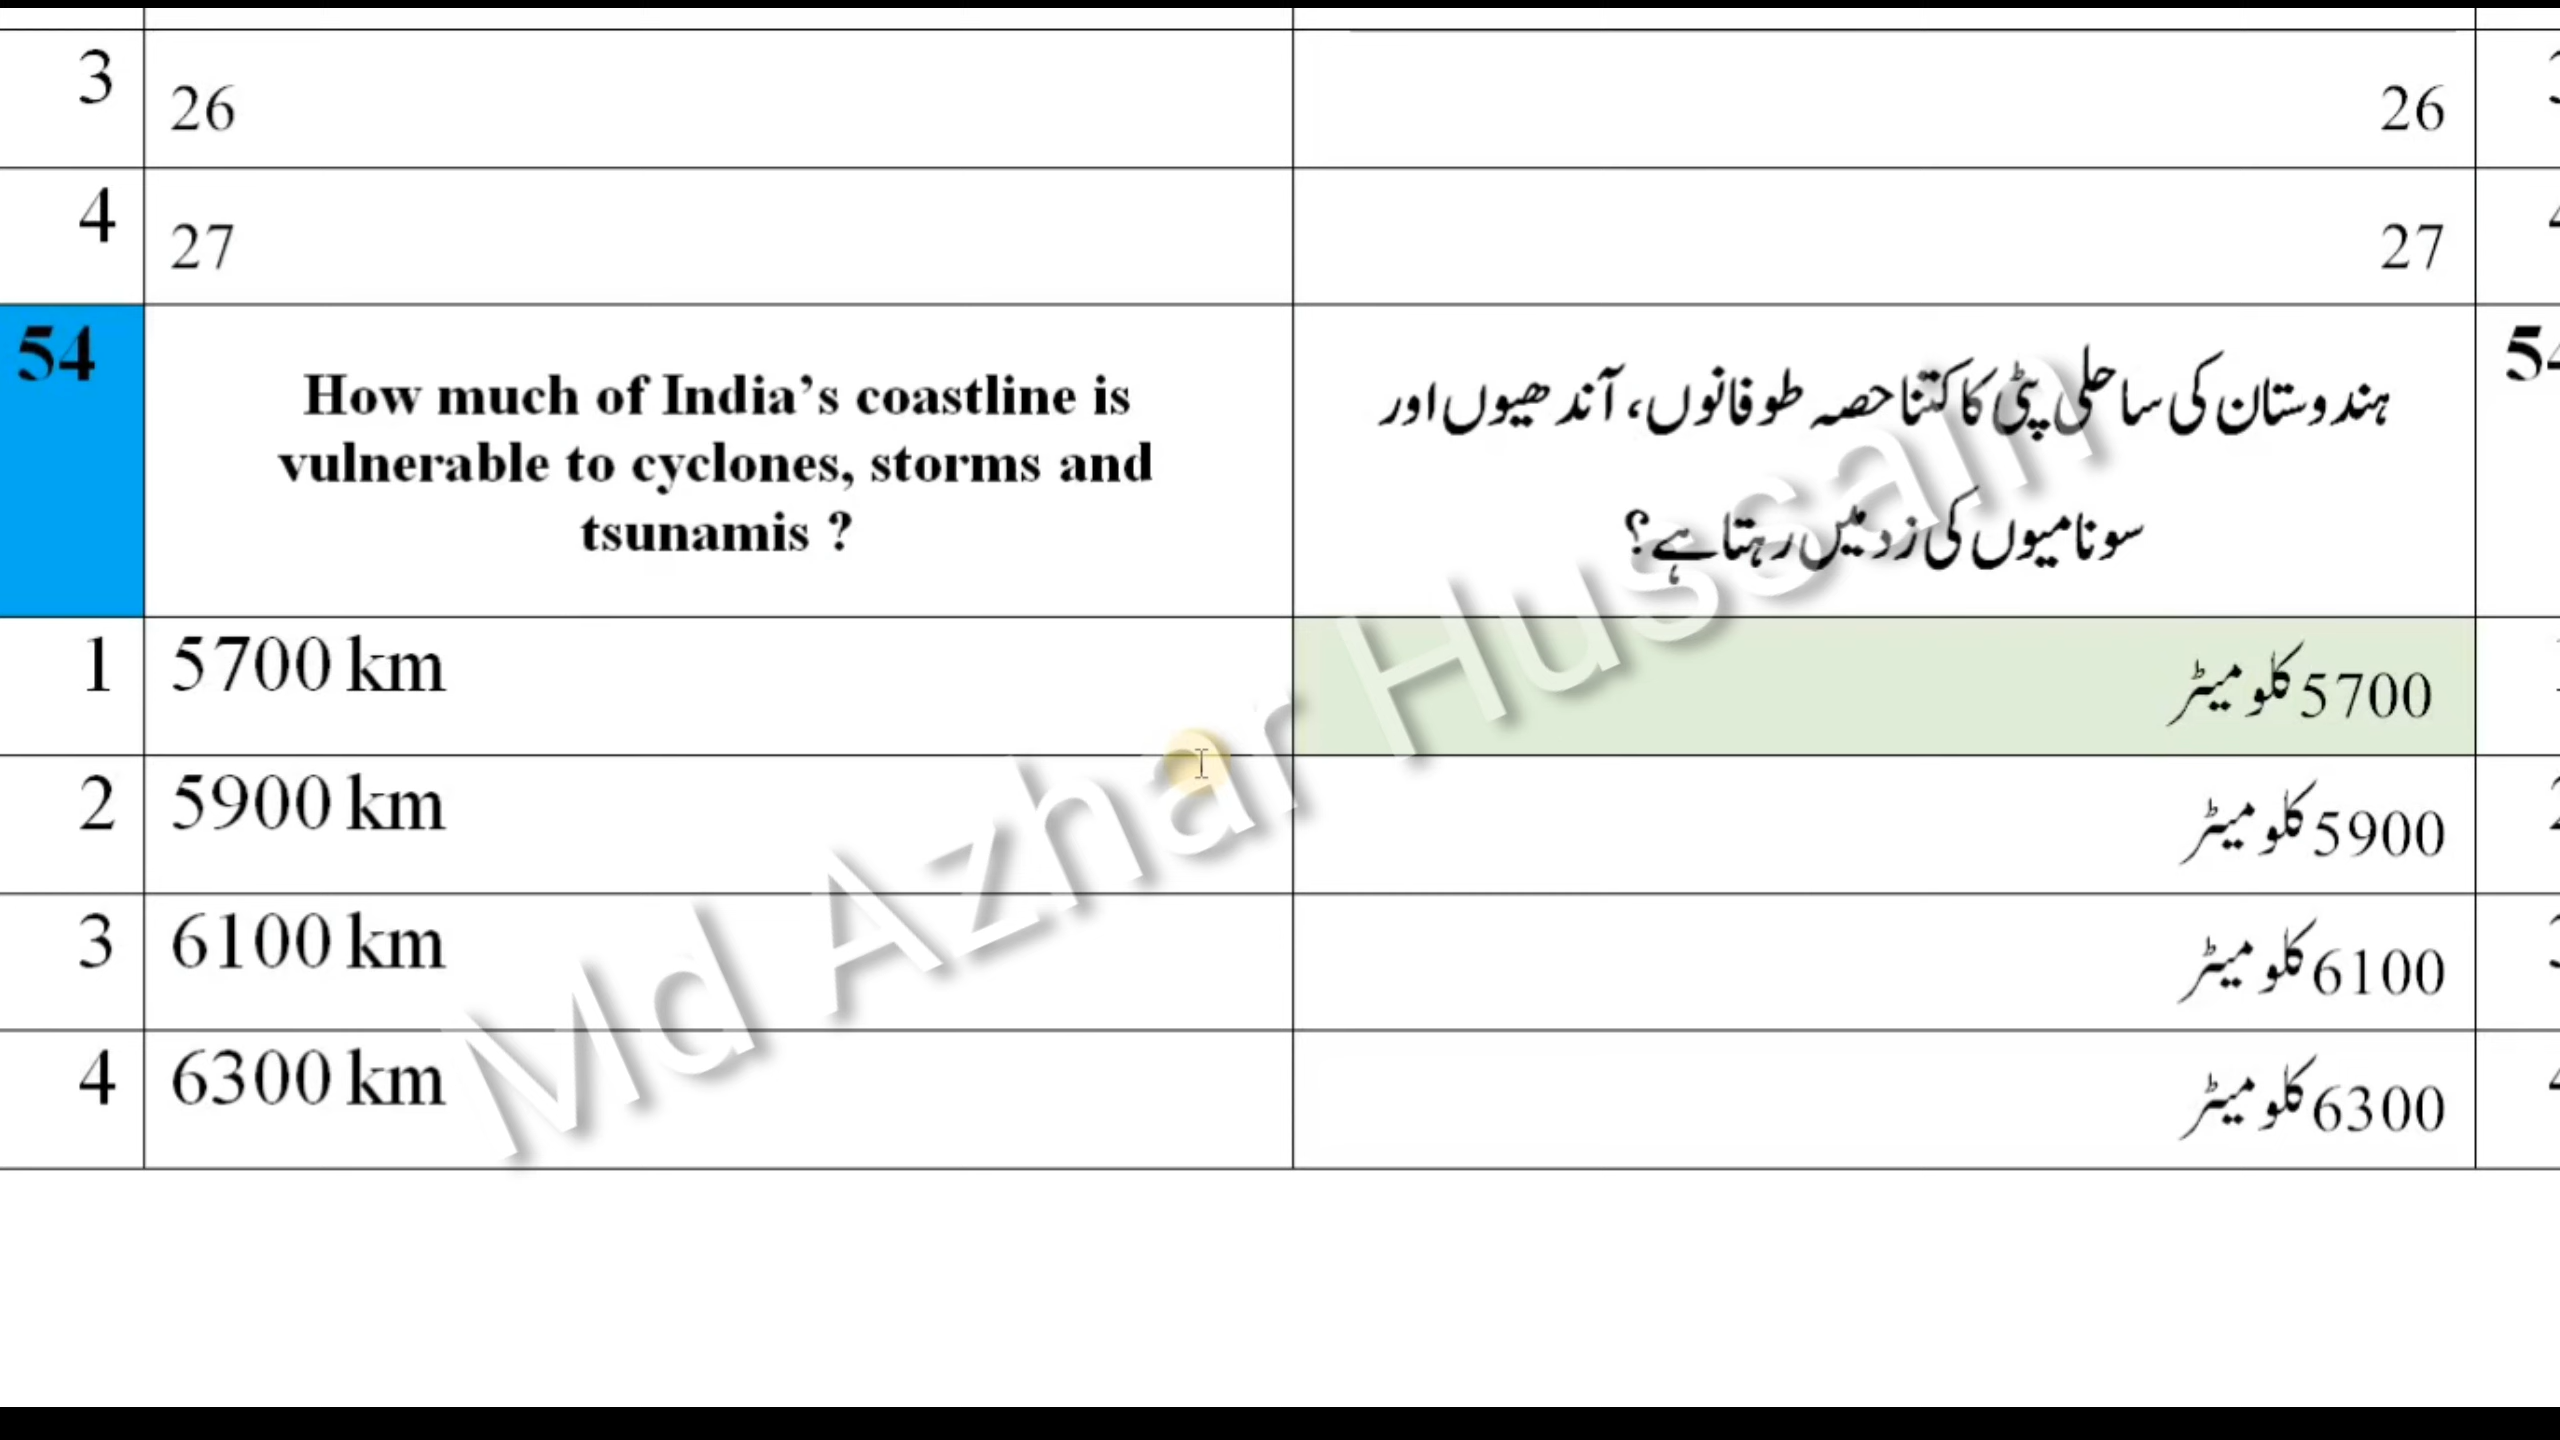 3
26
26
4
27
27
54
How much of India’s coastline is
vulnerable to cyclones, storms and
tsunamis ?
ہندوستان کی ساحلی پٹی کا کتنا حصہ طوفانوں، آندھیوں اور
سونامیوں کی زد میں رہتا ہے؟
1
5700 km
5700 کلومیٹر
2
5900 km
5900 کلومیٹر
3
6100 km
6100 کلومیٹر
4
6300 km
6300 کلومیٹر
Md Azhar Hussain